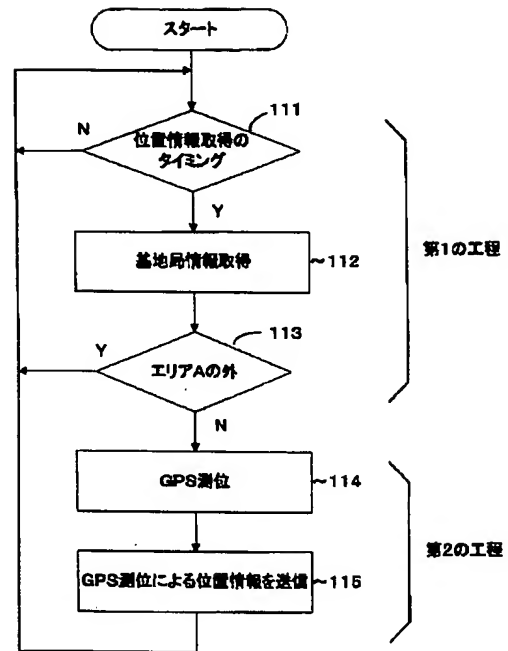 スタート
111
N
位置情報取得の
タイミング
Y
基地局情報取得
~112
第1の工程
113
Y
エリアAの外
N
GPS測位
~114
第2の工程
GPS測位による位置情報を送信
~115